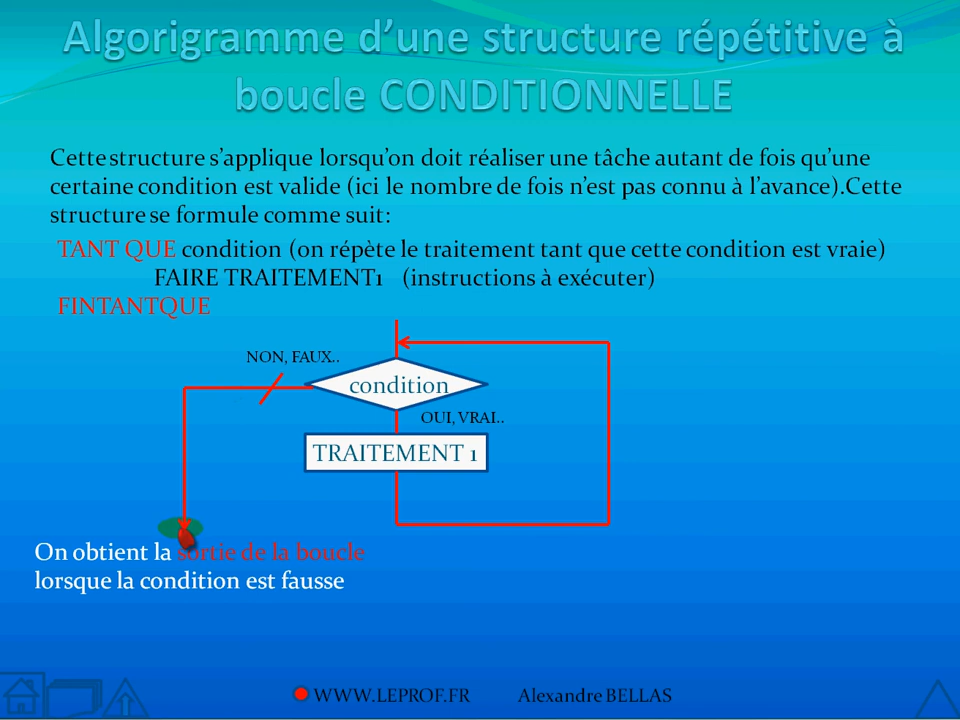 Algorigramme d’une structure répétitive à
boucle CONDITIONNELLE
Cette structure s’applique lorsqu’on doit réaliser une tâche autant de fois qu’une
certaine condition est valide (ici le nombre de fois n’est pas connu à l’avance).Cette
structure se formule comme suit:
TANT QUE condition (on répète le traitement tant que cette condition est vraie)
FAIRE TRAITEMENT1 (instructions à exécuter)
FINTANTQUE
NON, FAUX..
condition
OUI, VRAI..
TRAITEMENT 1
On obtient la sortie de la boucle
lorsque la condition est fausse
WWW.LEPROF.FR Alexandre BELLAS